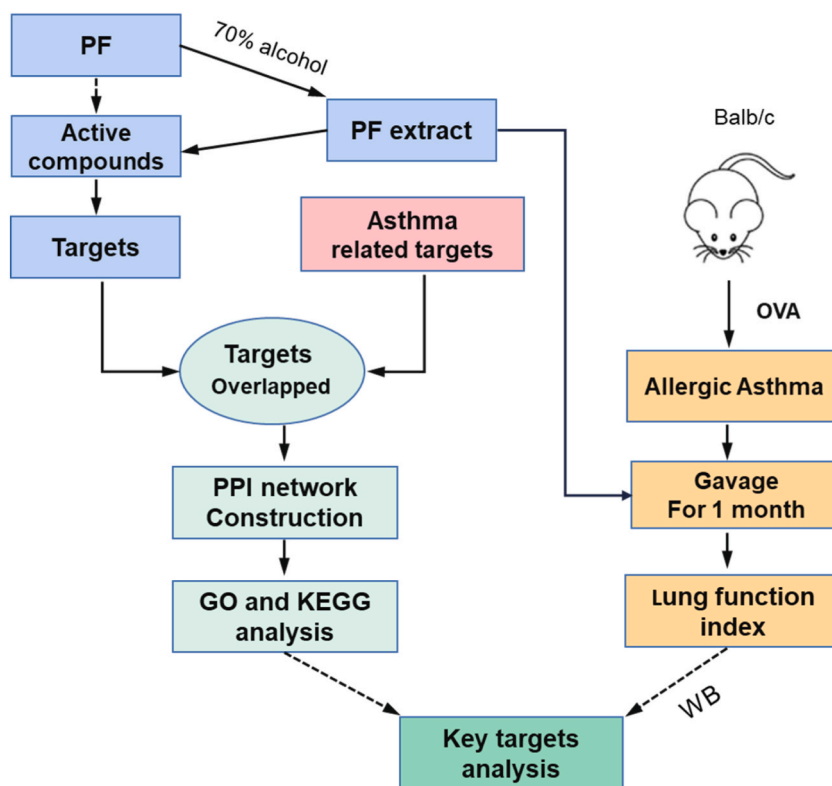 PF
70% alcohol
Active
compounds
PF extract
Balb/c
Targets
Asthma
related targets
OVA
Targets
Overlapped
Allergic Asthma
PPI network
Construction
Gavage
For 1 month
GO and KEGG
analysis
Lung function
index
WB
Key targets
analysis